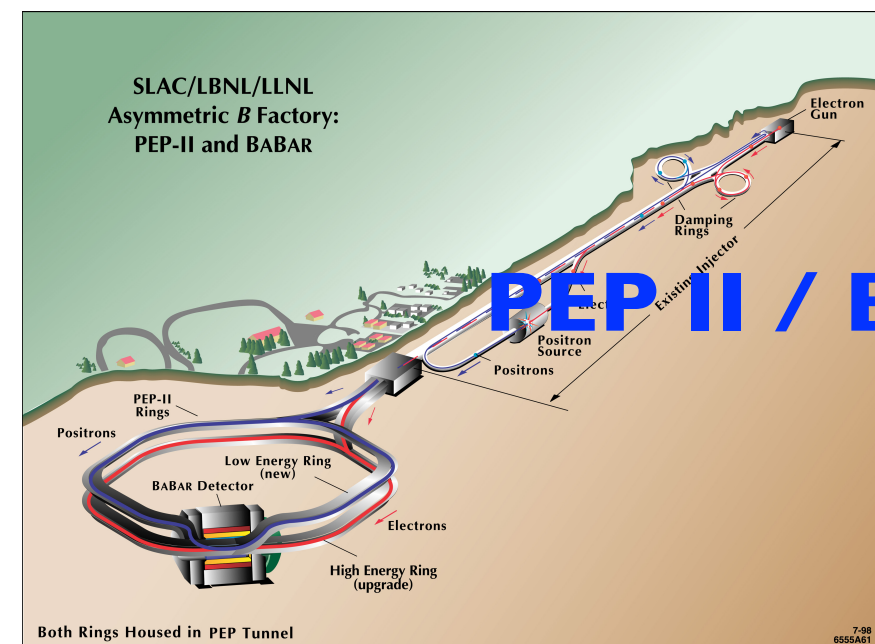 SLAC/LBNL/LLNL
Asymmetric B Factory:
PEP-II and BABAR
Electron
Gun
Damping
Rings
Existing Injector
PEP II /
Positron
Source
Positrons
PEP-II
Rings
Positrons
Low Energy Ring
(new)
BABAR Detector
Electrons
High Energy Ring
(upgrade)
Both Rings Housed in PEP Tunnel
7-98
6555A61